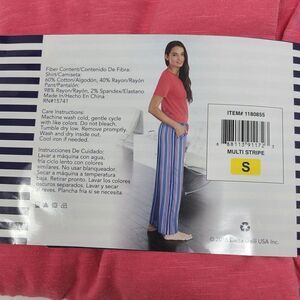 Fiber Content/Contenido De Fibra:
Shirt/Camiseta:
60% Cotton/Algodón, 40% Rayon/Rayón
Pant/Pantalón:
98% Rayon/Rayón, 2% Spandex/Elastano
Made In/Hecho En China
RN#15741
Care Instructions:
Machine wash cold, gentle cycle
with like colors. Do not bleach.
Tumble dry low. Remove promptly.
Wash and dry inside out.
Cool iron if needed.
Instrucciones De Cuidado:
Lavar a máquina con agua,
fría ciclo lento con colores
similares. No usar blanqueador.
Secar a máquina a temperatura
baja. Retirar pronto. Lavar los colores
oscuros separados. Lavar y secar
al reves. Plancha fría si se necesita.
ITEM# 1180855
MULTI STRIPE
S
USA Inc.